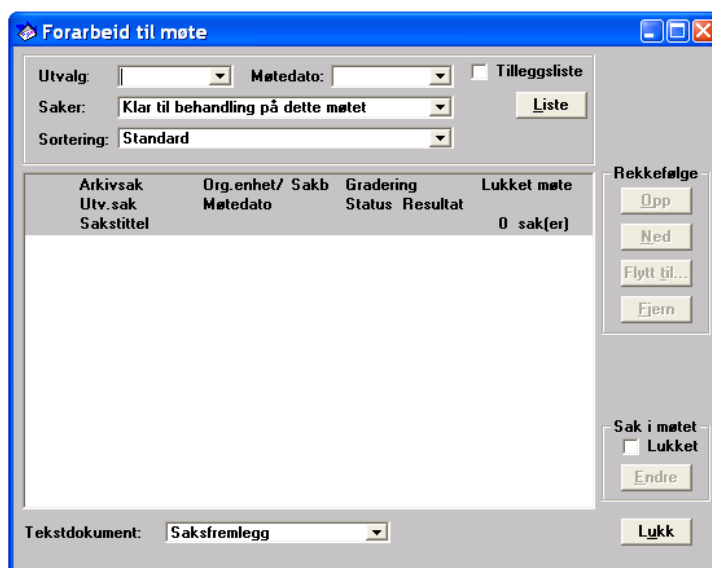 Forarbeid til møte
Utvalg: Møtedato: Tilleggsliste
Saker: Klar til behandling på dette møtet Liste
Sortering: Standard
Arkivsak Org.enhet/ Sakb Gradering Lukket møte
Utv.sak Møtedato Status Resultat
Sakstittel 0 sak(er)
Rekkefølge
Opp
Ned
Flytt til...
Fjern
Sak i møtet
Lukket
Endre
Tekstdokument: Saksfremlegg Lukk